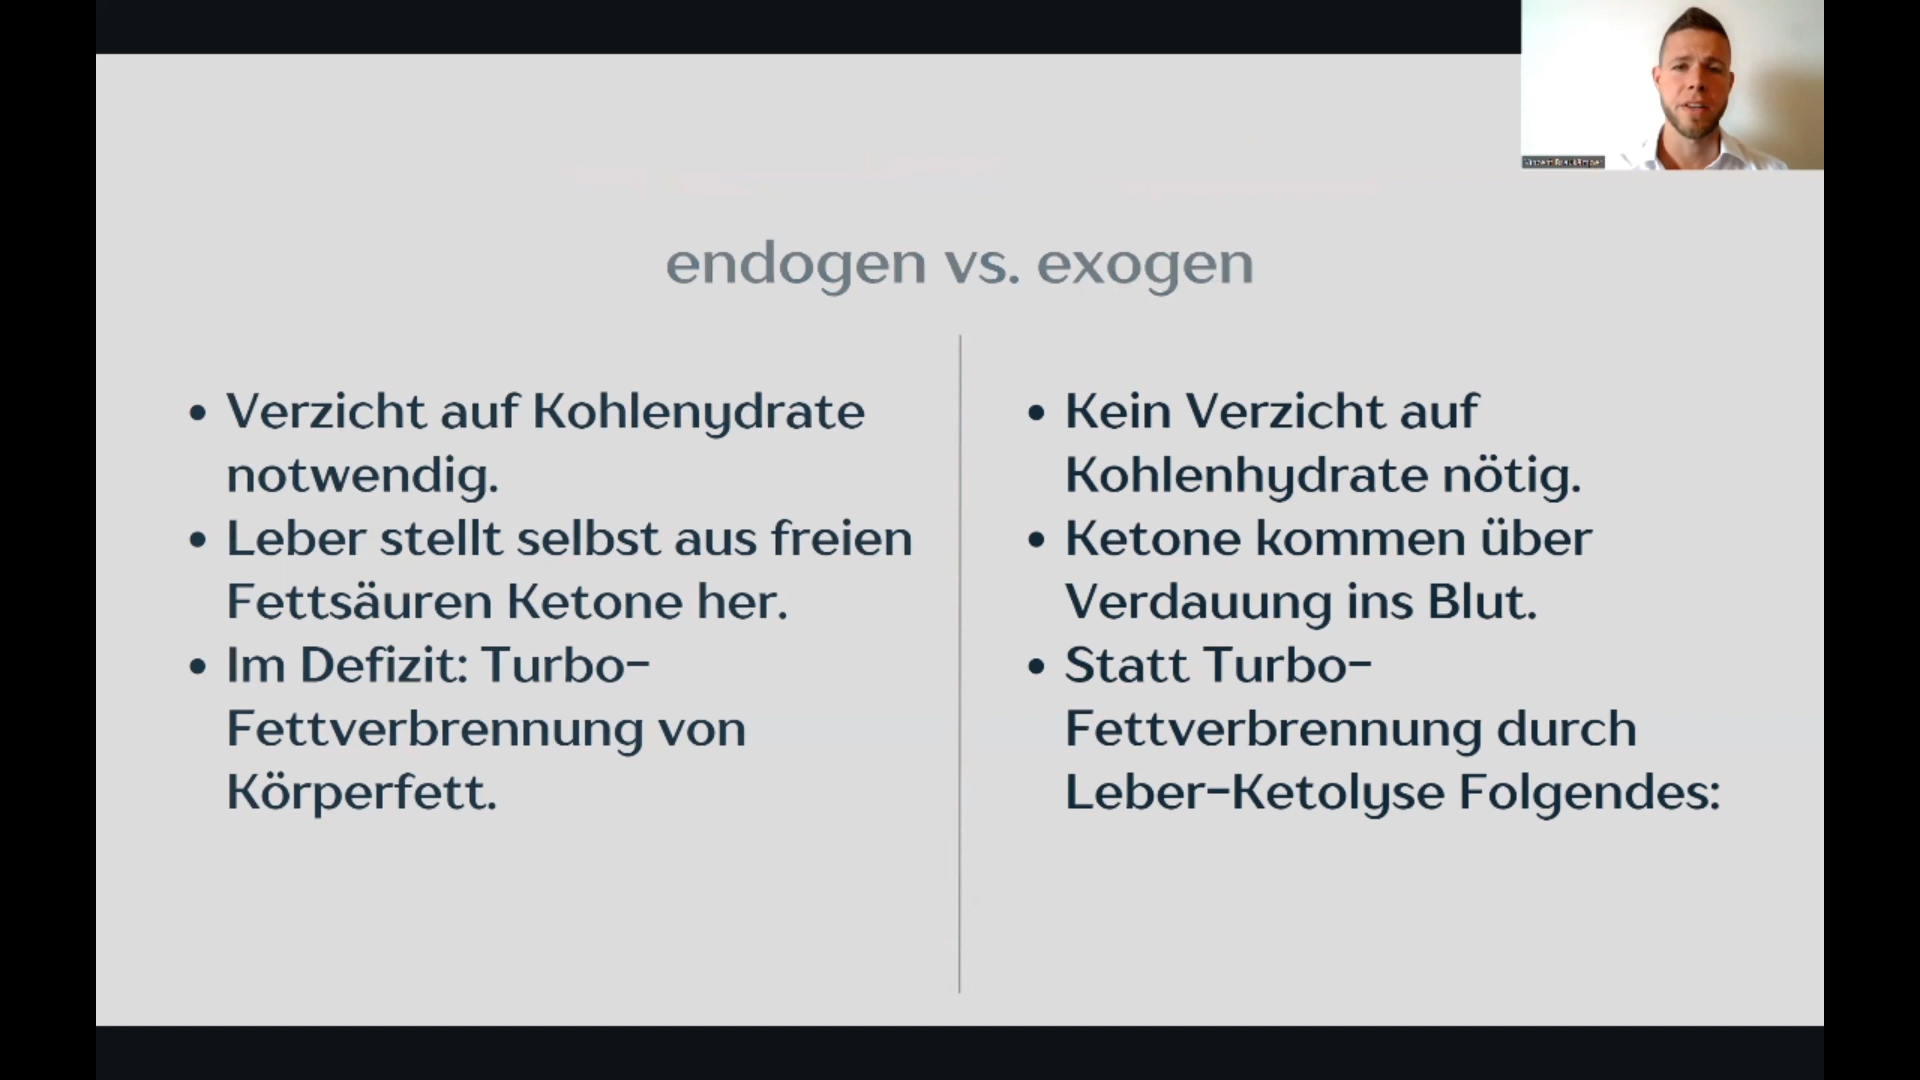 endogen vs. exogen
• Verzicht auf Kohlenydrate
notwendig.
• Leber stellt selbst aus freien
Fettsäuren Ketone her.
• Im Defizit: Turbo-
Fettverbrennung von
Körperfett.
• Kein Verzicht auf
Kohlenhydrate nötig.
• Ketone kommen über
Verdauung ins Blut.
• Statt Turbo-
Fettverbrennung durch
Leber-Ketolyse Folgendes: